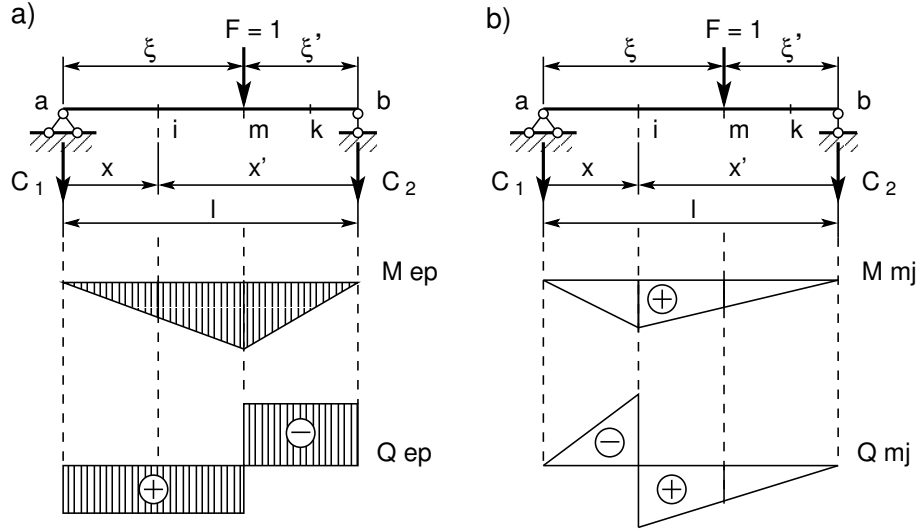 a)
F = 1
ξ ξ’
a b
i m k
C 1 x x’ C 2
l
M ep
−
Q ep
+
b)
F = 1
ξ ξ’
a b
i m k
C 1 x x’ C 2
l
M mj
+
−
Q mj
+